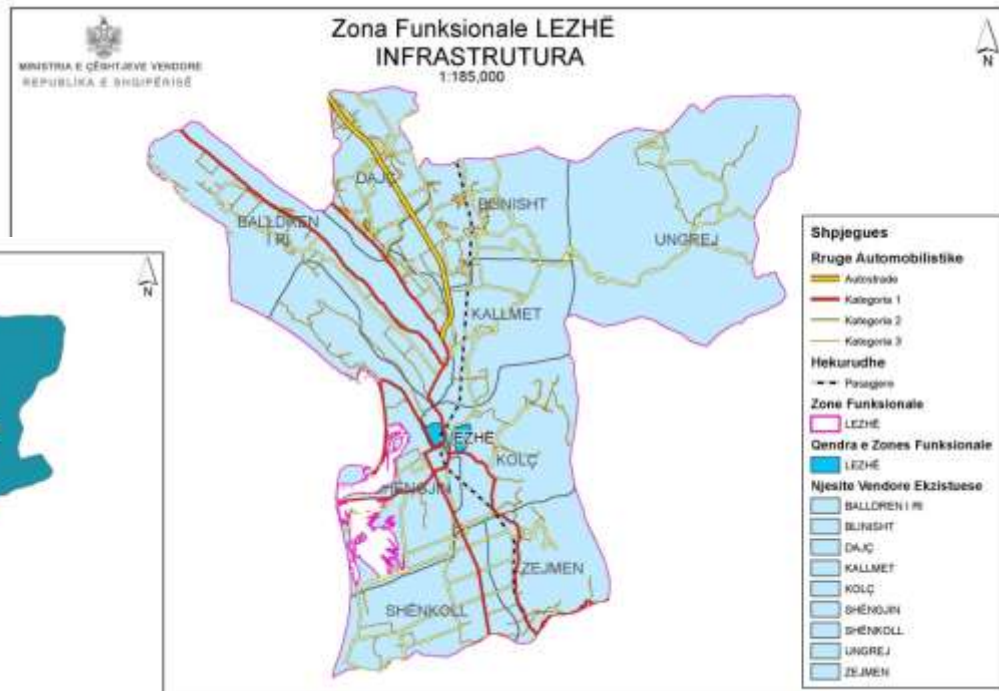 MINISTRIA E ÇËSHTJEVE VENDORE
REPUBLIKA E SHQIPËRISË
Zona Funksionale LEZHË
INFRASTRUTURA
1:185,000
N
N
DAJÇ
BLINISHT
BALLDREN
I RI
UNGREJ
KALLMET
LEZHË
KOLÇ
SHËNGJIN
ZEJMEN
SHËNKOLL
Shpjegues
Rruge Automobilistike
Autostrade
Kategoria 1
Kategoria 2
Kategoria 3
Hekurudhe
Pasagjere
Zone Funksionale
LEZHË
Qendra e Zones Funksionale
LEZHË
Njesite Vendore Ekzistuese
BALLDREN I RI
BLINISHT
DAJÇ
KALLMET
KOLÇ
SHËNGJIN
SHËNKOLL
UNGREJ
ZEJMEN